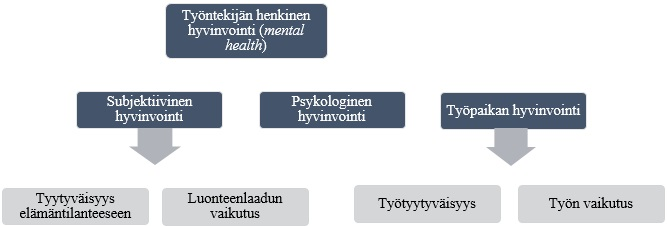 Työntekijän henkinen
hyvinvointi (mental
health)
Subjektiivinen
hyvinvointi
Psykologinen
hyvinvointi
Työpaikan hyvinvointi
Tyytyväisyys
elämäntilanteeseen
Luonteenlaadun
vaikutus
Työtyytyväisyys
Työn vaikutus